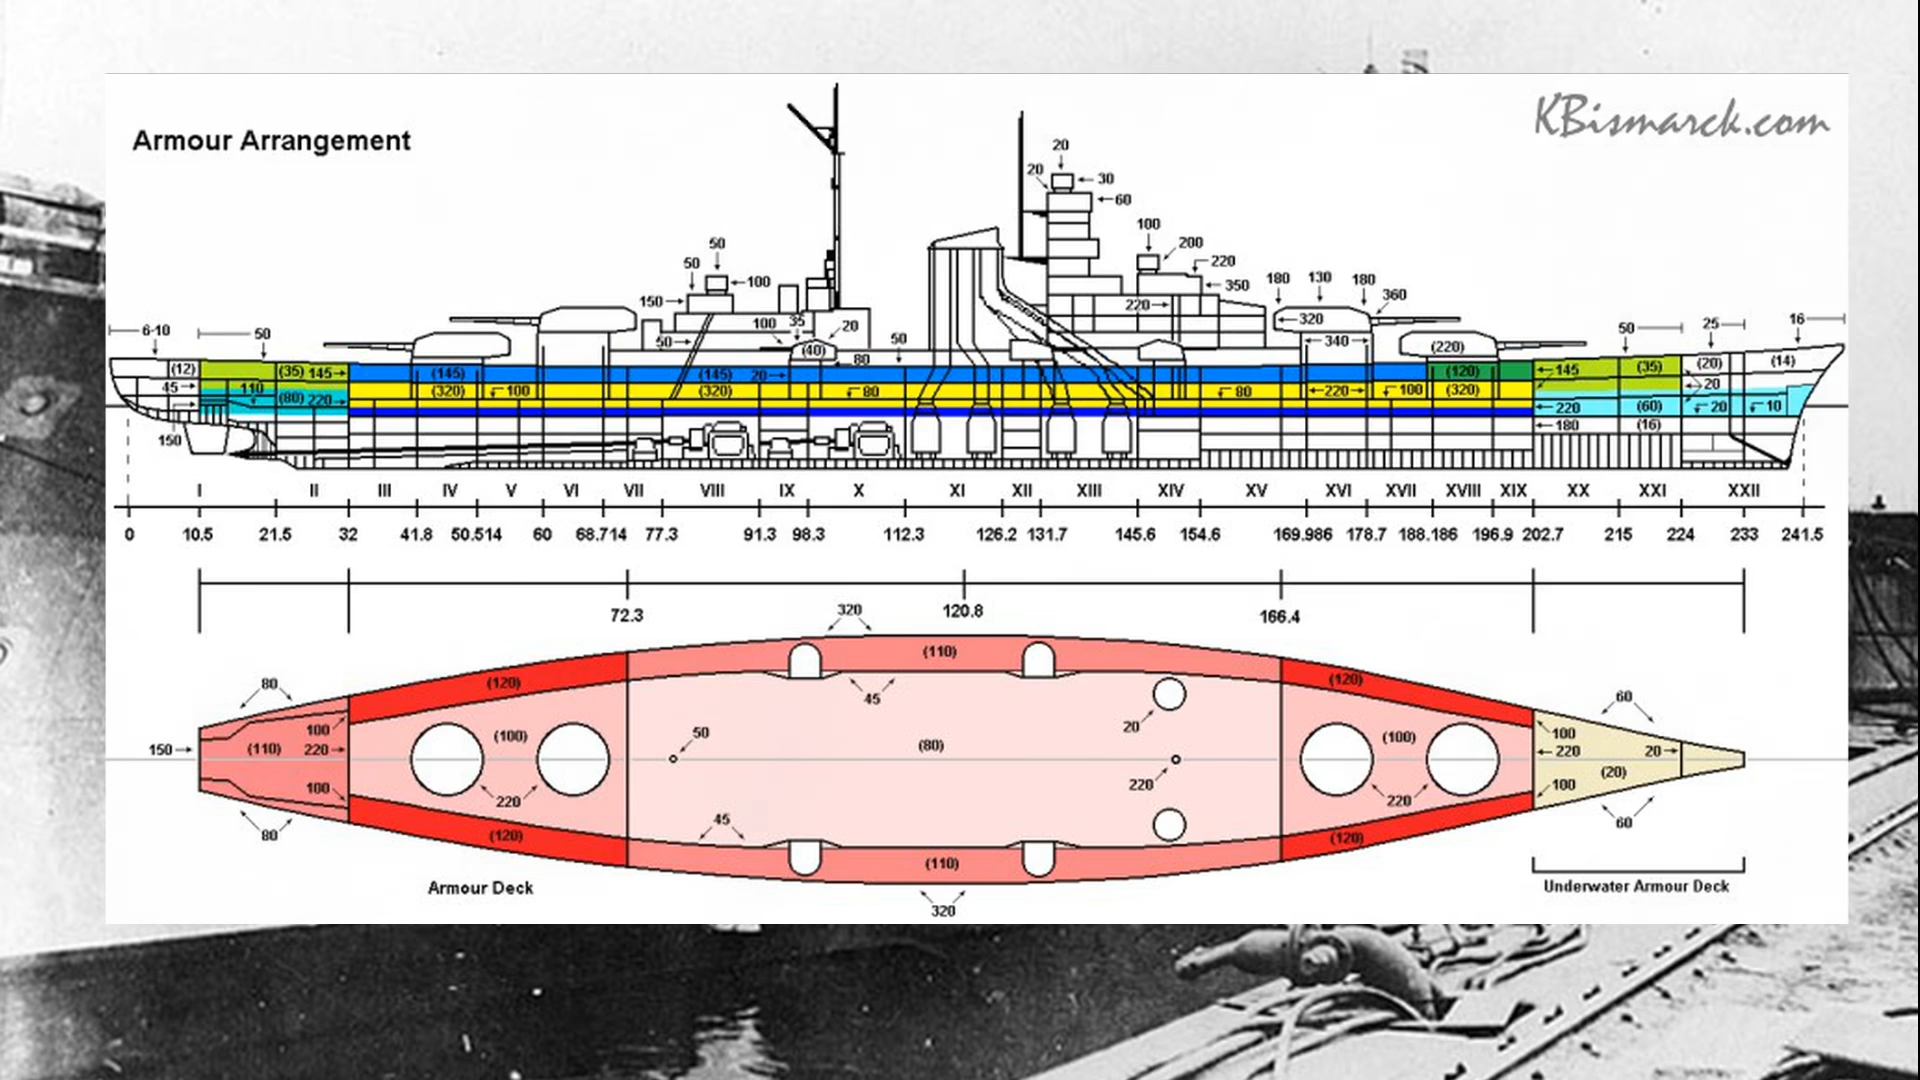 Armour Arrangement
KBismarck.com
20
20 30
60
100
50 200
50 220
100 350 180 130 180
150 220 360
100 35 20 320
6-10 50 50 50 340 (220) 50 25 16
(40) 80
(12) (35) 145 (145) (145) 20 (120) 145 (35) (20) (14)
45 110 (320) 100 (320) 80 80 220 100 (320) 20
(80) 220 220 (60) 20 10
150 180 (16)
I II III IV V VI VII VIII IX X XI XII XIII XIV XV XVI XVII XVIII XIX XX XXI XXII
0 10.5 21.5 32 41.8 50.514 60 68.714 77.3 91.3 98.3 112.3 126.2 131.7 145.6 154.6 169.986 178.7 188.186 196.9 202.7 215 224 233 241.5
72.3 320 120.8 166.4
(110)
80 (120) 45 (120) 60
100 (100) 50 20 (100) 100
150 (110) 220 (80) 220 20
100 220 220 220 (20) 100
80 (120) 45 (120) 60
(110)
Armour Deck Underwater Armour Deck
320